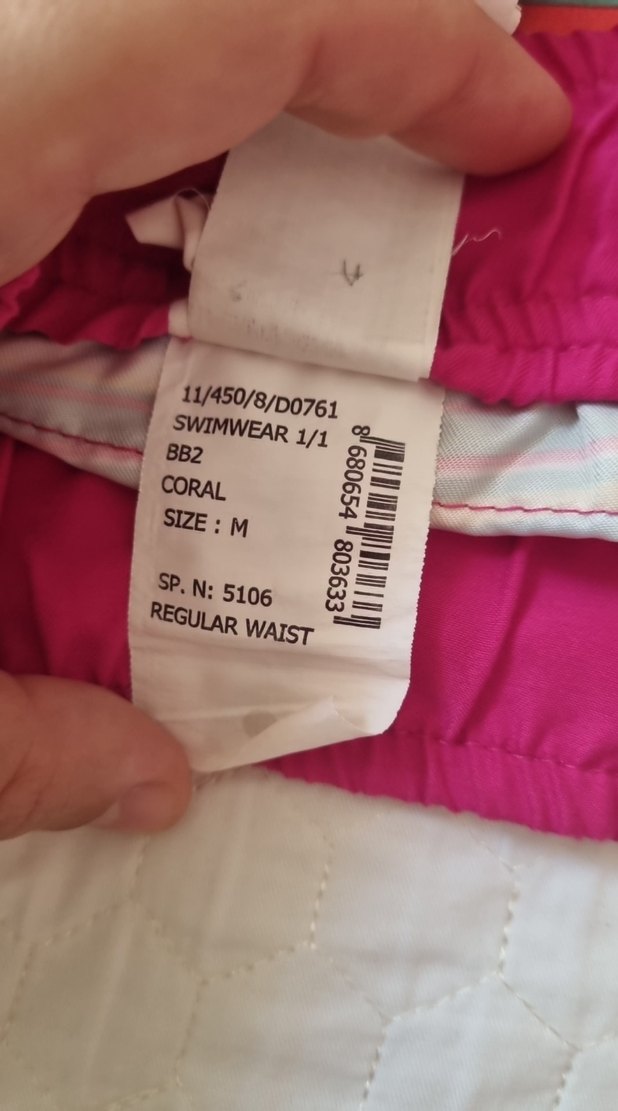 11/450/8/D0761
SWIMWEAR 1/1
BB2
CORAL
SIZE : M
SP. N: 5106
REGULAR WAIST
8 680654 803633